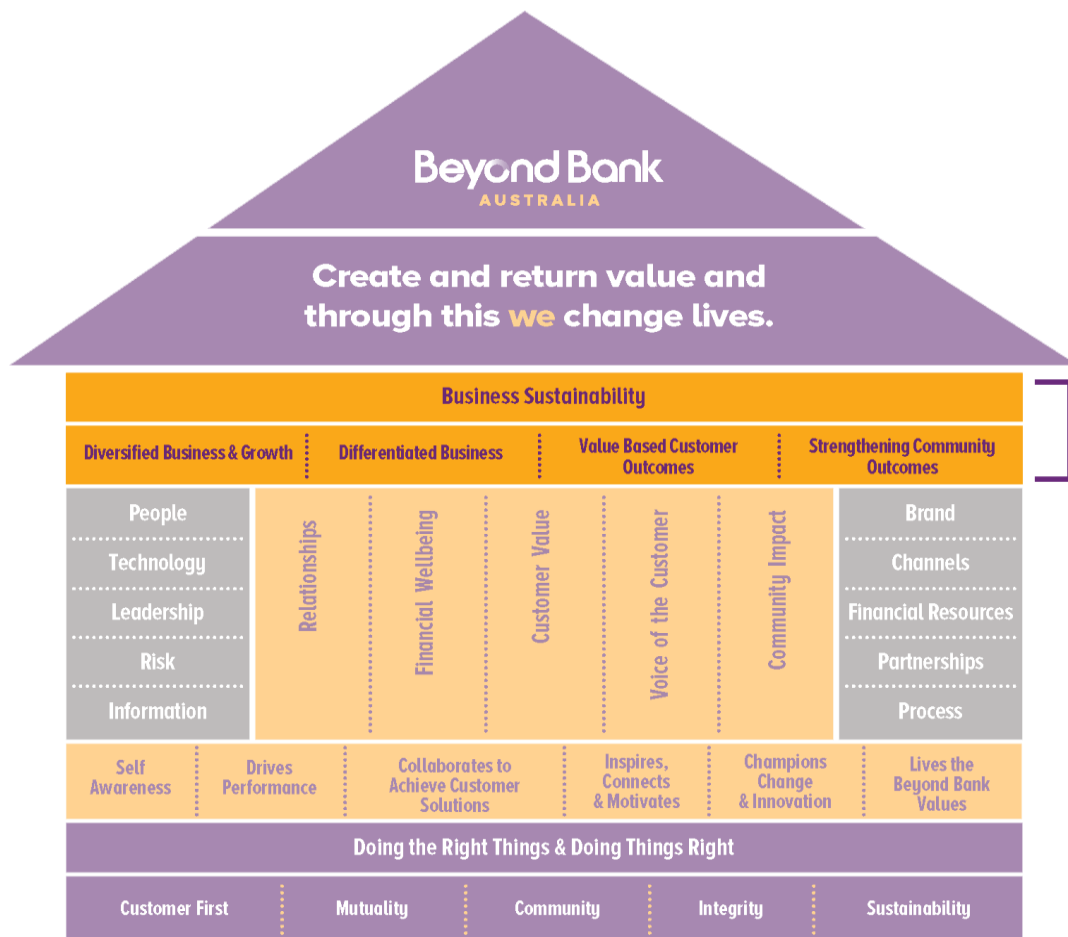 Beyond Bank
AUSTRALIA
Create and return value and
through this we change lives.
Business Sustainability
Diversified Business & Growth
Differentiated Business
Value Based Customer
Outcomes
Strengthening Community
Outcomes
People
Technology
Leadership
Risk
Information
Relationships
Financial Wellbeing
Customer Value
Voice of the Customer
Community Impact
Brand
Channels
Financial Resources
Partnerships
Process
Self
Awareness
Drives
Performance
Collaborates to
Achieve Customer
Solutions
Inspires,
Connects
& Motivates
Champions
Change
& Innovation
Lives the
Beyond Bank
Values
Doing the Right Things & Doing Things Right
Customer First
Mutuality
Community
Integrity
Sustainability